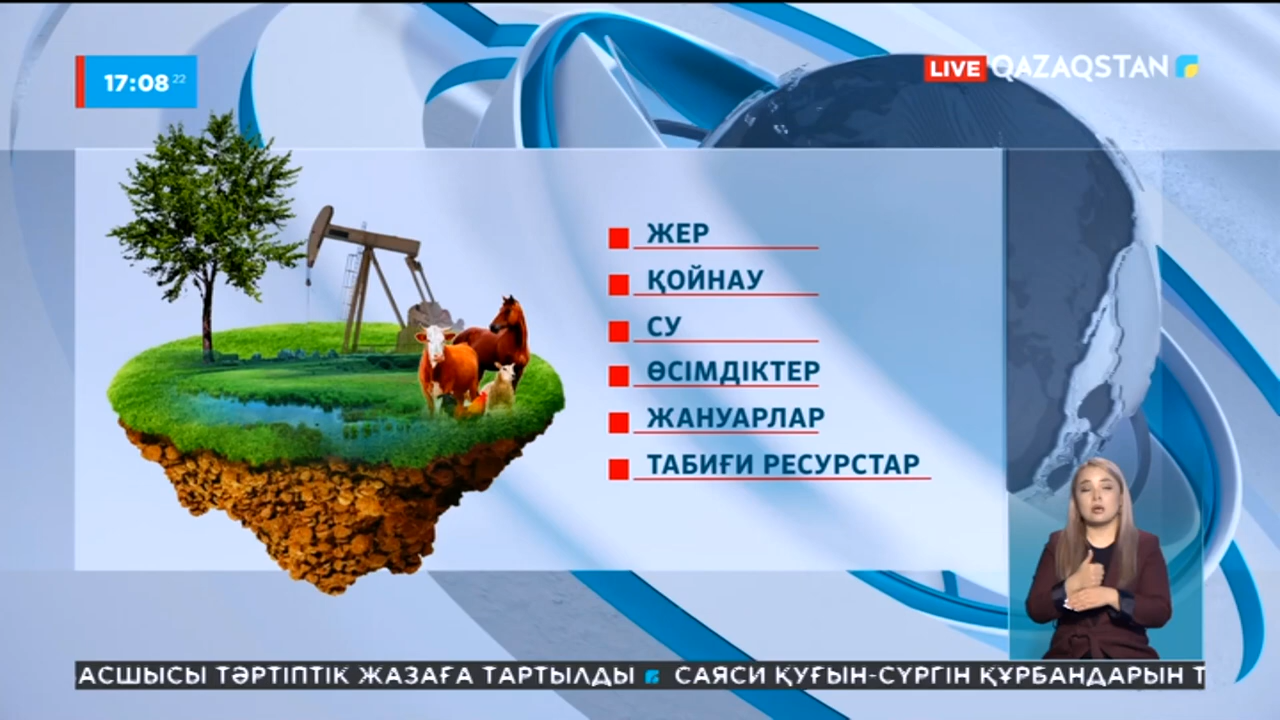 17:08 22
LIVE QAZAQSTAN
ЖЕР
ҚОЙНАУ
СУ
ӨСІМДІКТЕР
ЖАНУАРЛАР
ТАБИҒИ РЕСУРСТАР
АСШЫСЫ ТӘРТІПТІК ЖАЗАҒА ТАРТЫЛДЫ САЯСИ ҚУҒЫН-СҮРГІН ҚҰРБАНДАРЫН Т